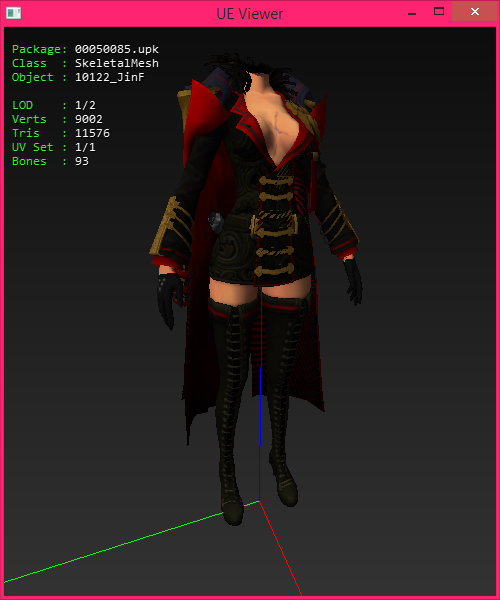 UE Viewer
Package: 00050085.upk
Class : SkeletalMesh
Object : 10122_JinF
LOD : 1/2
Verts : 9002
Tris : 11576
UV Set : 1/1
Bones : 93